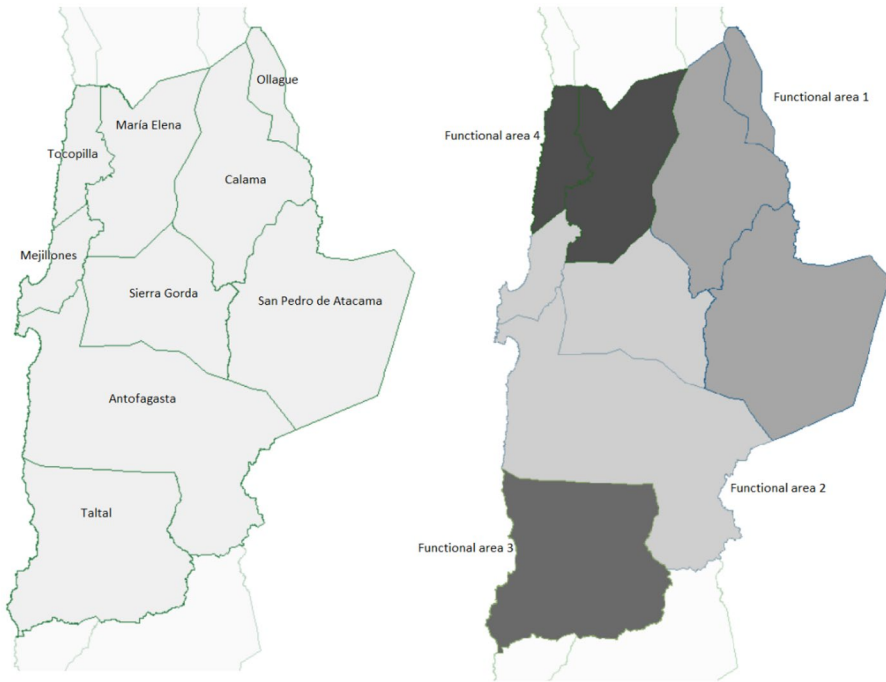 Ollague
María Elena
Tocopilla
Calama
Mejillones
Sierra Gorda
San Pedro de Atacama
Antofagasta
Taltal
Functional area 1
Functional area 4
Functional area 2
Functional area 3